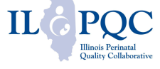 IL PQC
Illinois Perinatal
Quality Collaborative